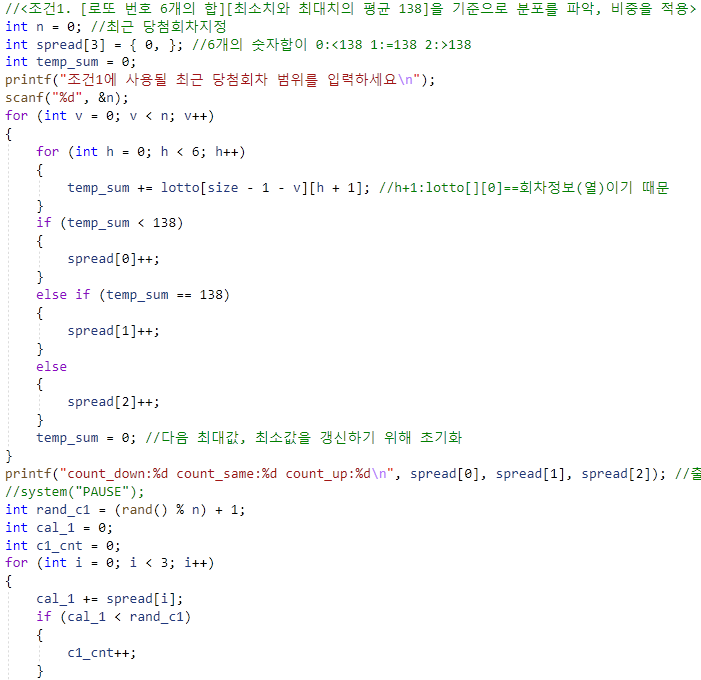 //<조건1. [로또 번호 6개의 합][최소치와 최대치의 평균 138]을 기준으로 분포를 파악, 비중을 적용>
int n = 0; //최근 당첨회차지정
int spread[3] = { 0, }; //6개의 숫자합이 0:<138 1:=138 2:>138
int temp_sum = 0;
printf("조건1에 사용될 최근 당첨회차 범위를 입력하세요\n");
scanf("%d", &n);
for (int v = 0; v < n; v++)
{
    for (int h = 0; h < 6; h++)
    {
        temp_sum += lotto[size - 1 - v][h + 1]; //h+1:lotto[][0]==회차정보(열)이기 때문
    }
    if (temp_sum < 138)
    {
        spread[0]++;
    }
    else if (temp_sum == 138)
    {
        spread[1]++;
    }
    else
    {
        spread[2]++;
    }
    temp_sum = 0; //다음 최대값, 최소값을 갱신하기 위해 초기화
}
printf("count_down:%d count_same:%d count_up:%d\n", spread[0], spread[1], spread[2]); //출
//system("PAUSE");
int rand_c1 = (rand() % n) + 1;
int cal_1 = 0;
int c1_cnt = 0;
for (int i = 0; i < 3; i++)
{
    cal_1 += spread[i];
    if (cal_1 < rand_c1)
    {
        c1_cnt++;
    }